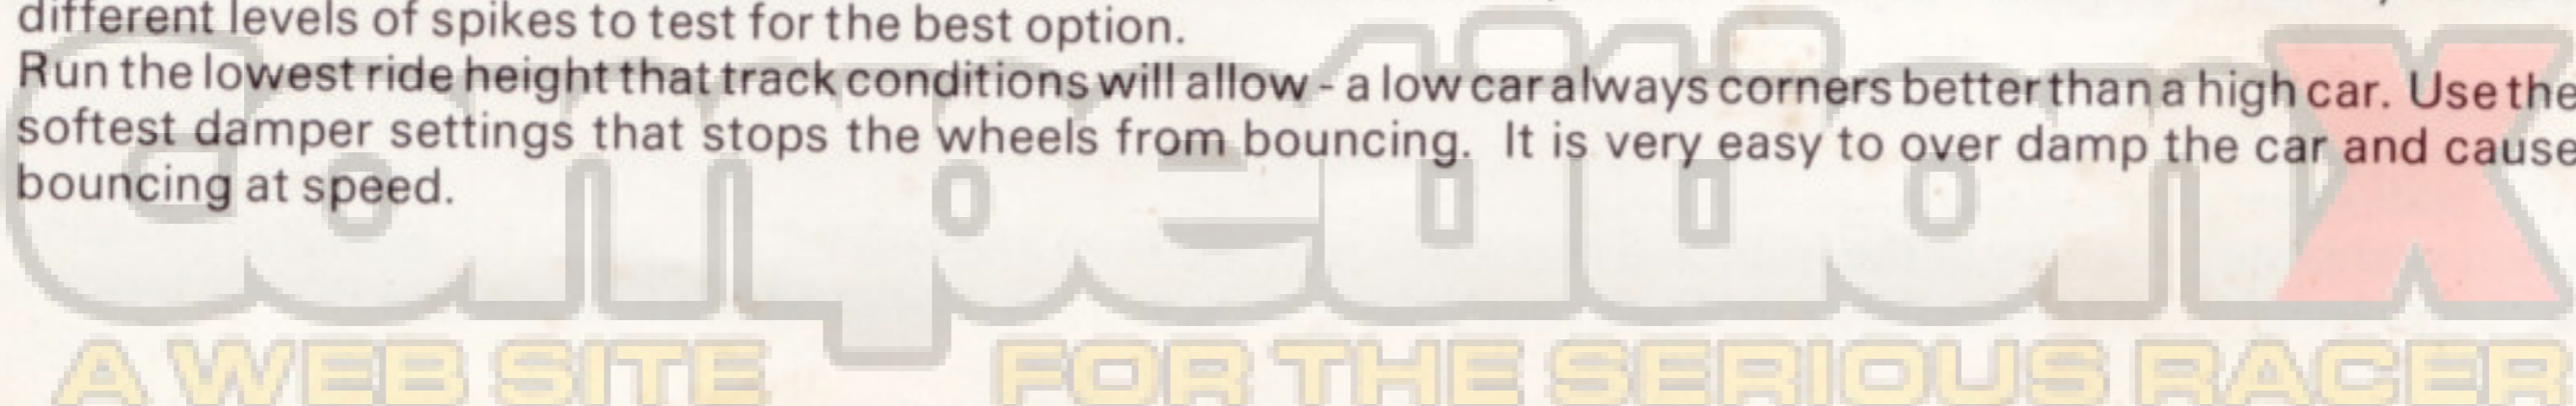 different levels of spikes to test for the best option.
Run the lowest ride height that track conditions will allow - a low car always corners better than a high car. Use the
softest damper settings that stops the wheels from bouncing. It is very easy to over damp the car and cause
bouncing at speed.
CompetitionX
A WEB SITE FOR THE SERIOUS RACER